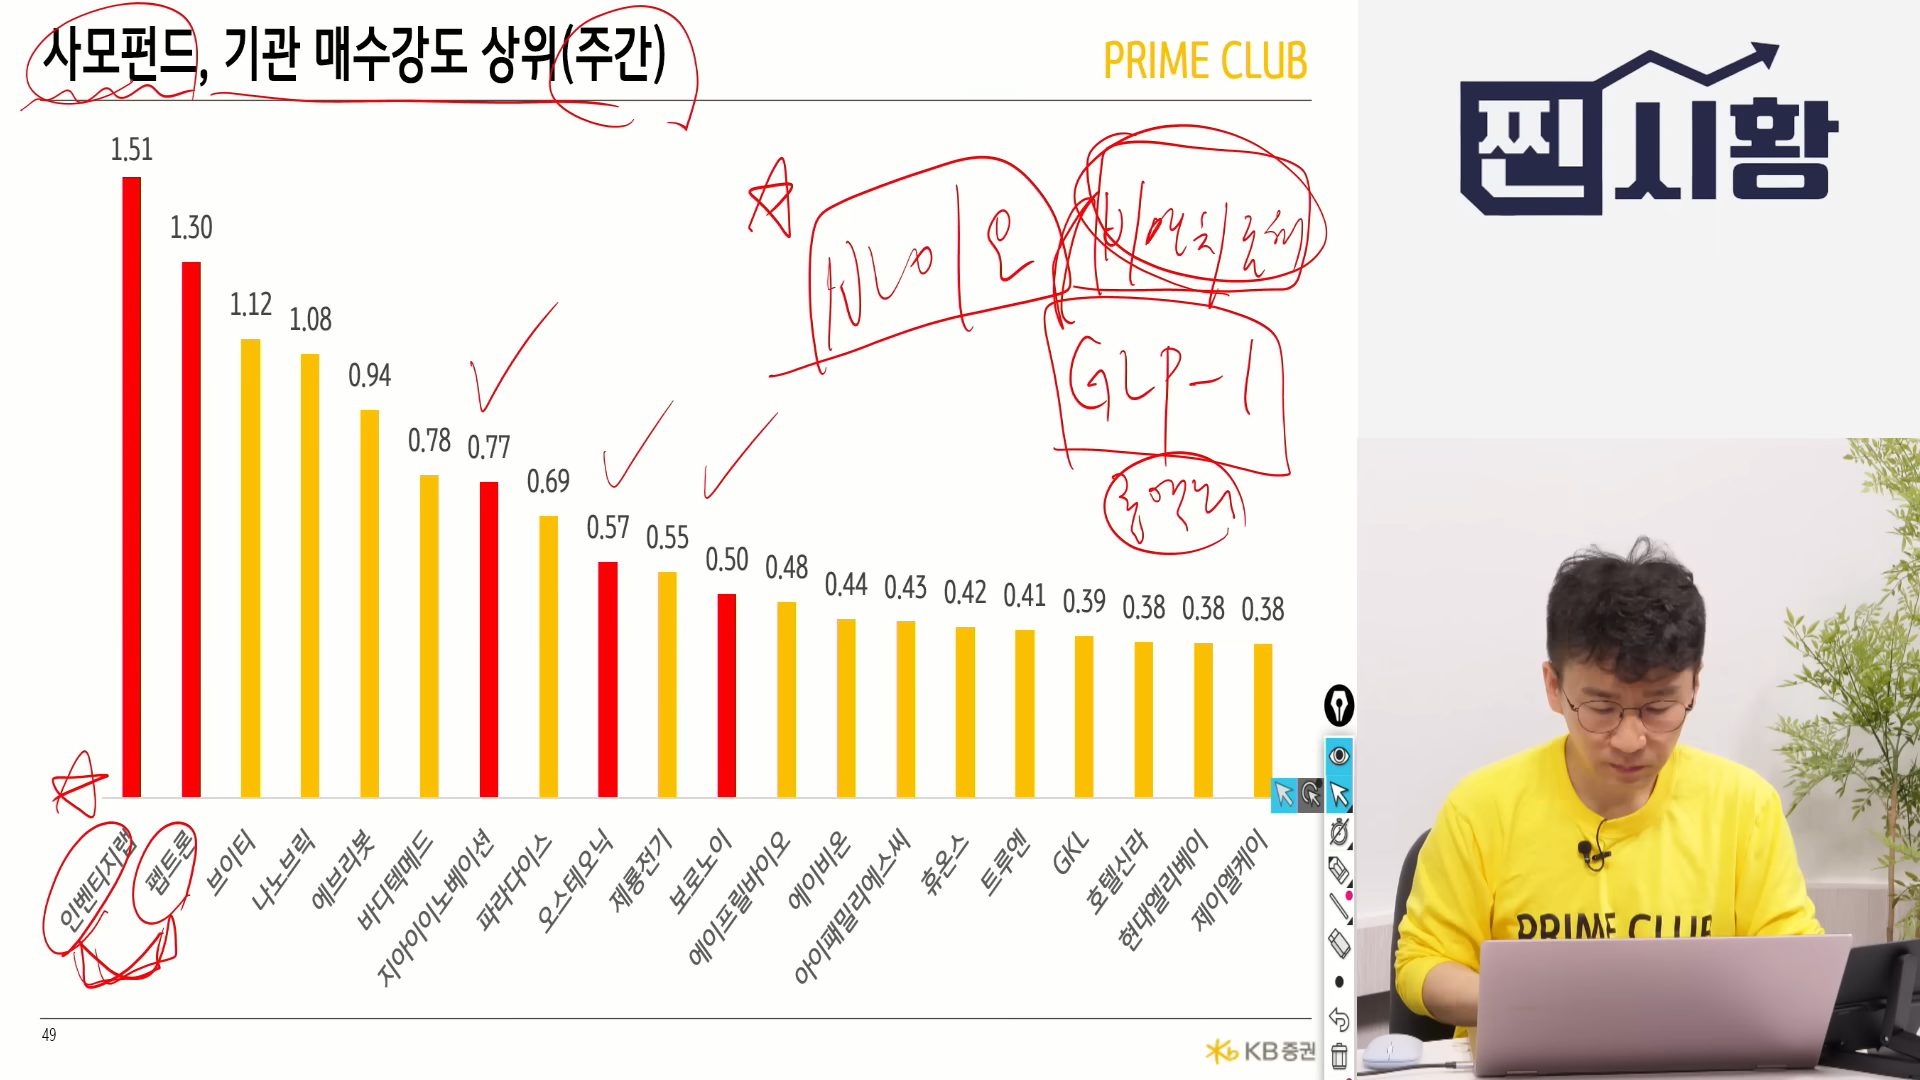 사모펀드, 기관 매수강도 상위(주간)
PRIME CLUB
찐시황
1.51
1.30
1.12
1.08
0.94
0.78
0.77
0.69
0.57
0.55
0.50
0.48
0.44
0.43
0.42
0.41
0.39
0.38
0.38
0.38
GLP-1
인벤티지랩
펩트론
브이티
나노브릭
에브리봇
바디텍메드
지아이이노베이션
파라다이스
오스테오닉
제룡전기
보로노이
에이프릴바이오
에이비온
아이패밀리에스씨
휴온스
트루엔
GKL
호텔신라
현대엘리베이
제이엘케이
49
KB증권
PRIME CLUB